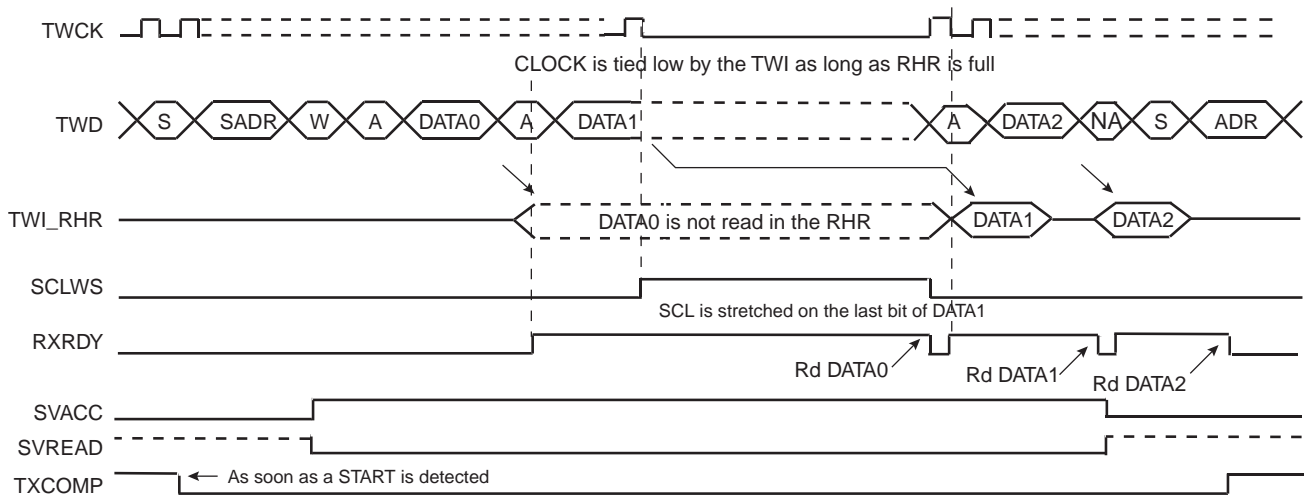 TWCK
CLOCK is tied low by the TWI as long as RHR is full
TWD S SADR W A DATA0 A DATA1 A DATA2 NA S ADR
TWI_RHR DATA0 is not read in the RHR DATA1 DATA2
SCLWS
SCL is stretched on the last bit of DATA1
RXRDY
Rd DATA0 Rd DATA1 Rd DATA2
SVACC
SVREAD
TXCOMP As soon as a START is detected